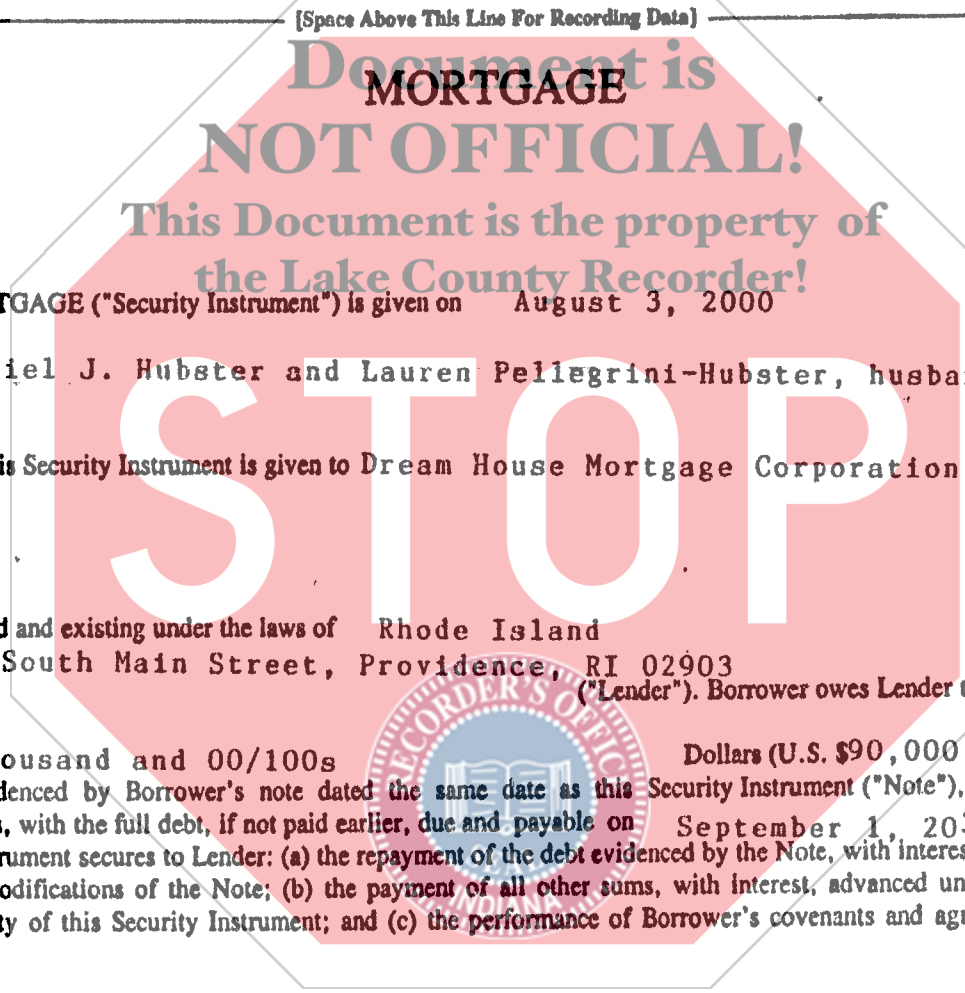 [Space Above This Line For Recording Data]
Document is
MORTGAGE
NOT OFFICIAL!
This Document is the property of
the Lake County Recorder!
TGAGE ("Security Instrument") is given on August 3, 2000
iel J. Hubster and Lauren Pellegrini-Hubster, husba
is Security Instrument is given to Dream House Mortgage Corporation
STOP
d and existing under the laws of Rhode Island
South Main Street, Providence, RI 02903
("Lender"). Borrower owes Lender t
RECORDER'S OFFICE
ousand and 00/100s Dollars (U.S. $90,000
denced by Borrower's note dated the same date as this Security Instrument ("Note"),
s, with the full debt, if not paid earlier, due and payable on September 1, 203
rument secures to Lender: (a) the repayment of the debt evidenced by the Note, with interes
odifications of the Note; (b) the payment of all other sums, with interest, advanced un
ty of this Security Instrument; and (c) the performance of Borrower's covenants and agr
INDIANA